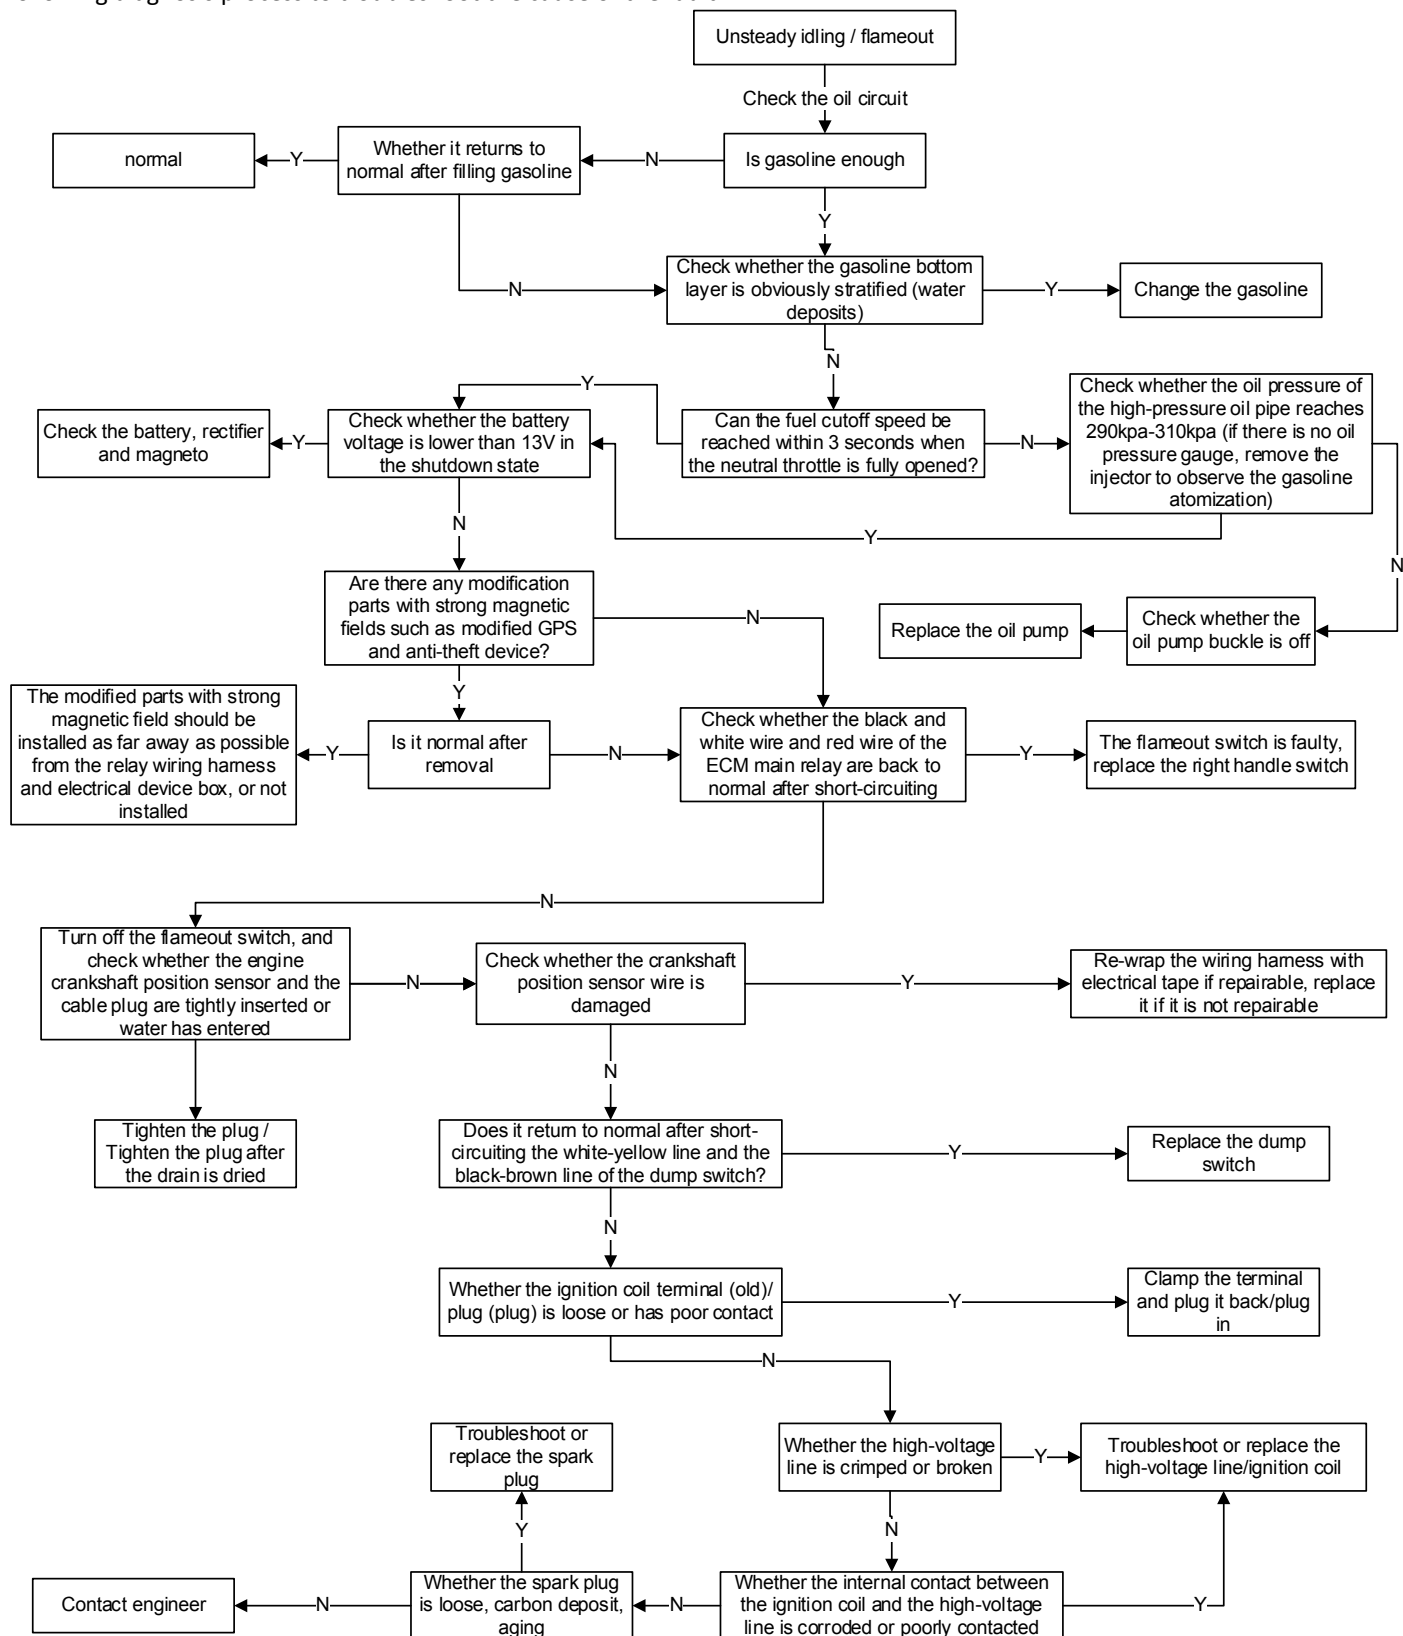 Unsteady idling / flameout
Check the oil circuit
normal
Y
Whether it returns to
normal after filling gasoline
N
Is gasoline enough
Y
N
Check whether the gasoline bottom
layer is obviously stratified (water
deposits)
Y
Change the gasoline
N
Y
Check the battery, rectifier
and magneto
Y
Check whether the battery
voltage is lower than 13V in
the shutdown state
Can the fuel cutoff speed be
reached within 3 seconds when
the neutral throttle is fully opened?
N
Check whether the oil pressure of
the high-pressure oil pipe reaches
290kpa-310kpa (if there is no oil
pressure gauge, remove the
injector to observe the gasoline
atomization)
N
Y
N
Are there any modification
parts with strong magnetic
fields such as modified GPS
and anti-theft device?
N
Replace the oil pump
Check whether the
oil pump buckle is off
Y
The modified parts with strong
magnetic field should be
installed as far away as possible
from the relay wiring harness
and electrical device box, or not
installed
Y
Is it normal after
removal
N
Check whether the black and
white wire and red wire of the
ECM main relay are back to
normal after short-circuiting
Y
The flameout switch is faulty,
replace the right handle switch
N
Turn off the flameout switch, and
check whether the engine
crankshaft position sensor and the
cable plug are tightly inserted or
water has entered
N
Check whether the crankshaft
position sensor wire is
damaged
Y
Re-wrap the wiring harness with
electrical tape if repairable, replace
it if it is not repairable
N
Tighten the plug /
Tighten the plug after
the drain is dried
Does it return to normal after short-
circuiting the white-yellow line and the
black-brown line of the dump switch?
Y
Replace the dump
switch
N
Whether the ignition coil terminal (old)/
plug (plug) is loose or has poor contact
Y
Clamp the terminal
and plug it back/plug
in
N
Troubleshoot or
replace the spark
plug
Whether the high-voltage
line is crimped or broken
Y
Troubleshoot or replace the
high-voltage line/ignition coil
Y
N
Contact engineer
N
Whether the spark plug
is loose, carbon deposit,
aging
N
Whether the internal contact between
the ignition coil and the high-voltage
line is corroded or poorly contacted
Y